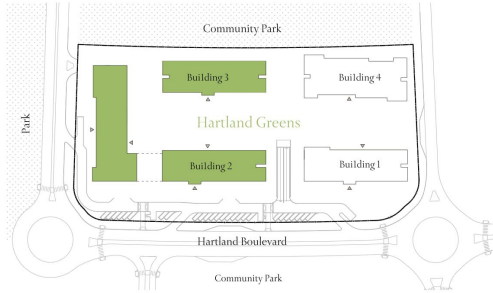 Community Park
Building 3
Building 4
Park
Hartland Greens
Building 2
Building 1
Hartland Boulevard
Community Park